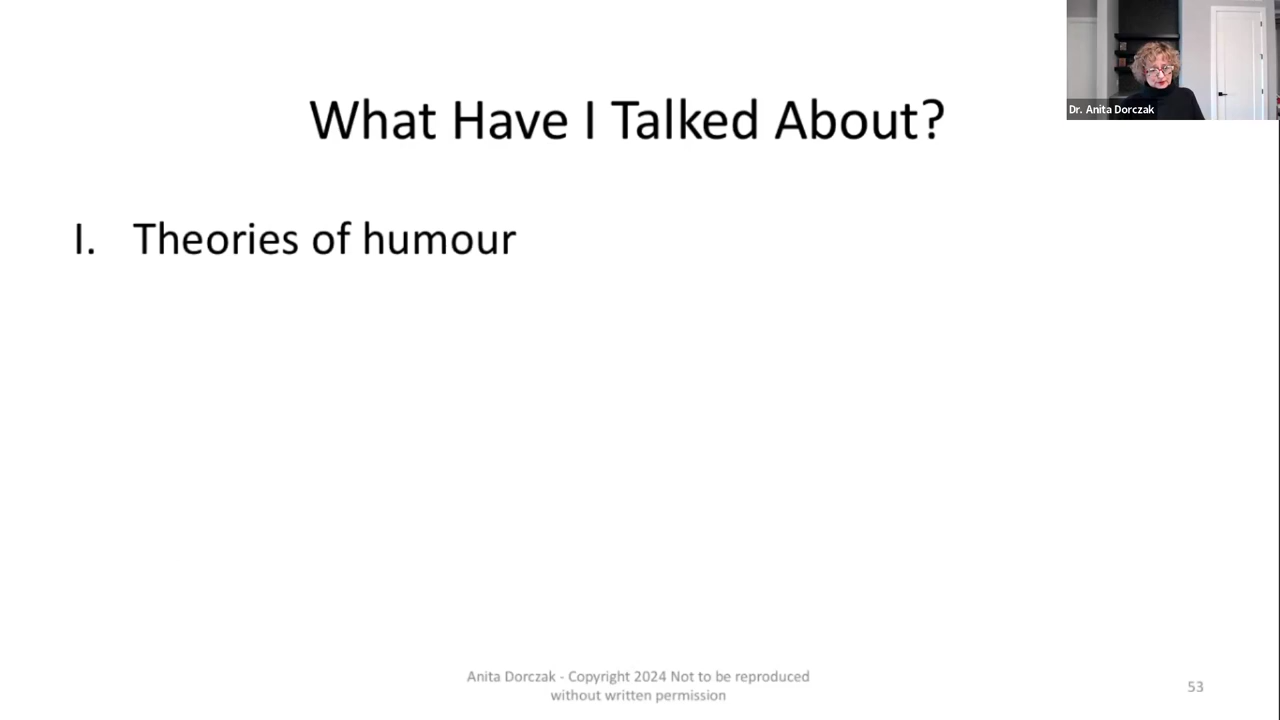 What Have I Talked About?
Dr. Anita Dorczak
I. Theories of humour
Anita Dorczak - Copyright 2024 Not to be reproduced
without written permission
53